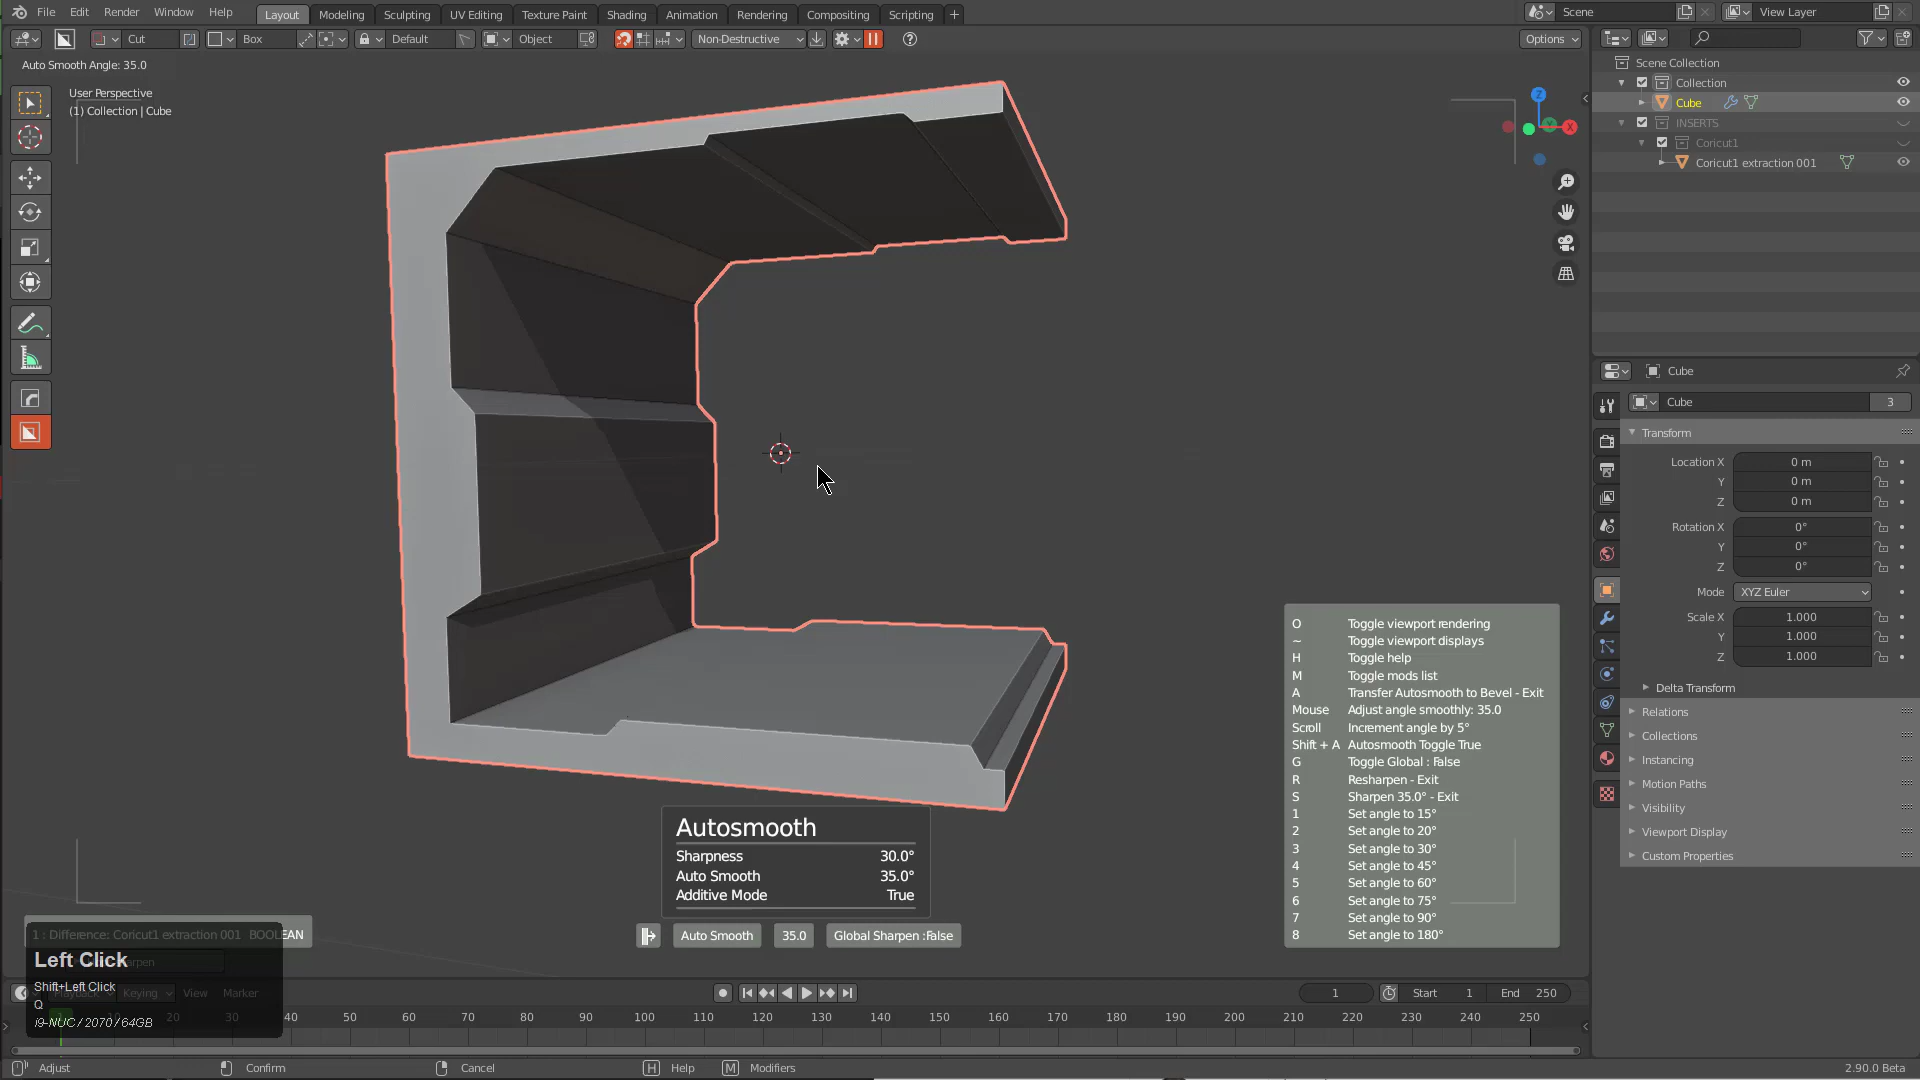 File Edit Render Window Help Layout Modeling Sculpting UV Editing Texture Paint Shading Animation Rendering Compositing Scripting + Scene View Layer
Cut Box Default Object Non-Destructive Options
Auto Smooth Angle: 35.0
User Perspective
(1) Collection | Cube
Z
X
Scene Collection
Collection
Cube
INSERTS
Coricut1
Coricut1 extraction 001
Cube
Cube 3
Transform
Location X 0 m
Y 0 m
Z 0 m
Rotation X 0°
Y 0°
Z 0°
Mode XYZ Euler
Scale X 1.000
Y 1.000
Z 1.000
Delta Transform
Relations
Collections
Instancing
Motion Paths
Visibility
Viewport Display
Custom Properties
O Toggle viewport rendering
~ Toggle viewport displays
H Toggle help
M Toggle mods list
A Transfer Autosmooth to Bevel - Exit
Mouse Adjust angle smoothly: 35.0
Scroll Increment angle by 5°
Shift + A Autosmooth Toggle True
G Toggle Global : False
R Resharpen - Exit
S Sharpen 35.0° - Exit
1 Set angle to 15°
2 Set angle to 20°
3 Set angle to 30°
4 Set angle to 45°
5 Set angle to 60°
6 Set angle to 75°
7 Set angle to 90°
8 Set angle to 180°
Autosmooth
Sharpness 30.0°
Auto Smooth 35.0°
Additive Mode True
Auto Smooth 35.0 Global Sharpen :False
1 : Difference: Coricut1 extraction 001 BOOLEAN
Left Click
Shift+Left Click
Q
i9-NUC / 2070 / 64GB
Playback Keying View Marker 1 Start 1 End 250
1 10 20 30 40 50 60 70 80 90 100 110 120 130 140 150 160 170 180 190 200 210 220 230 240 250
Adjust Confirm Cancel H Help M Modifiers 2.90.0 Beta